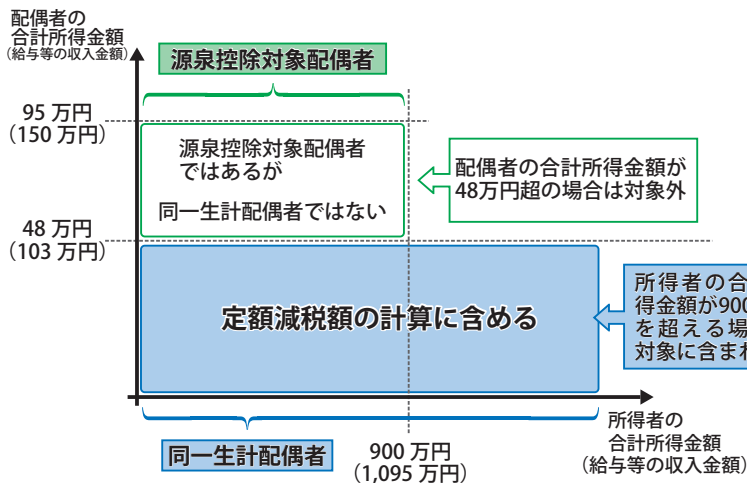 配偶者の
合計所得金額
(給与等の収入金額)
源泉控除対象配偶者
95 万円
(150 万円)
源泉控除対象配偶者
ではあるが
同一生計配偶者ではない
配偶者の合計所得金額が
48万円超の場合は対象外
48 万円
(103 万円)
定額減税額の計算に含める
所得者の合
得金額が900
を超える場
対象に含ま
同一生計配偶者
900 万円
(1,095 万円)
所得者の
合計所得金額
(給与等の収入金額)